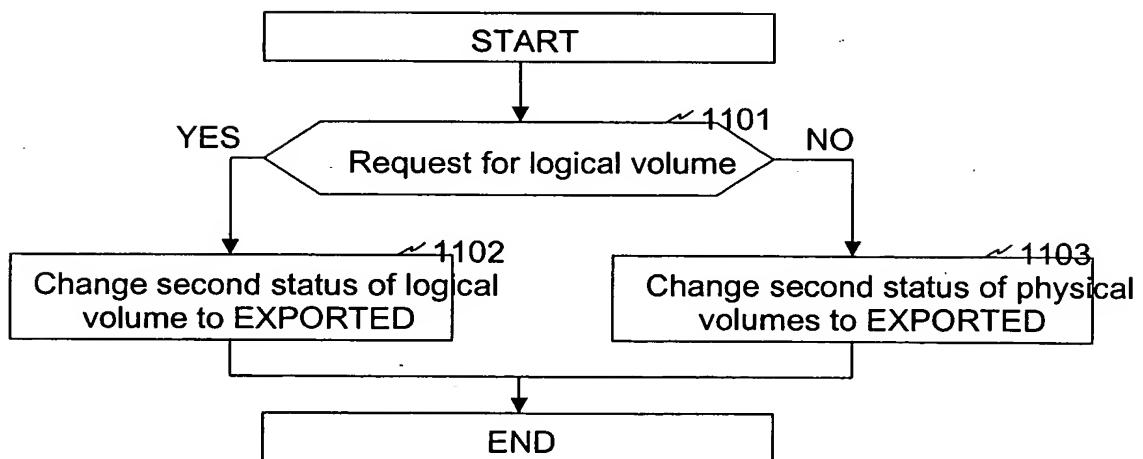 START
1101
YES
NO
Request for logical volume
1102
1103
Change second status of logical
volume to EXPORTED
Change second status of physical
volumes to EXPORTED
END